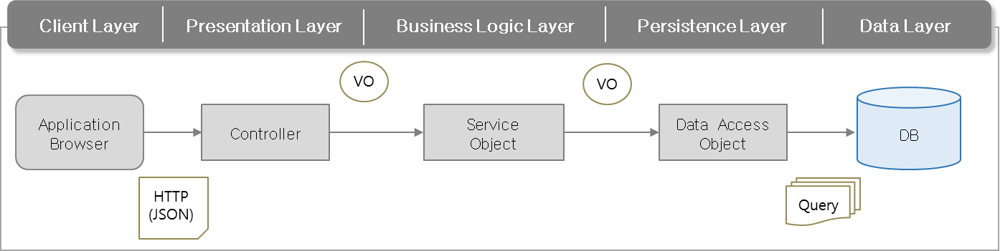 Client Layer
Presentation Layer
Business Logic Layer
Persistence Layer
Data Layer
VO
VO
Application
Browser
Controller
Service
Object
Data Access
Object
DB
HTTP
(JSON)
Query